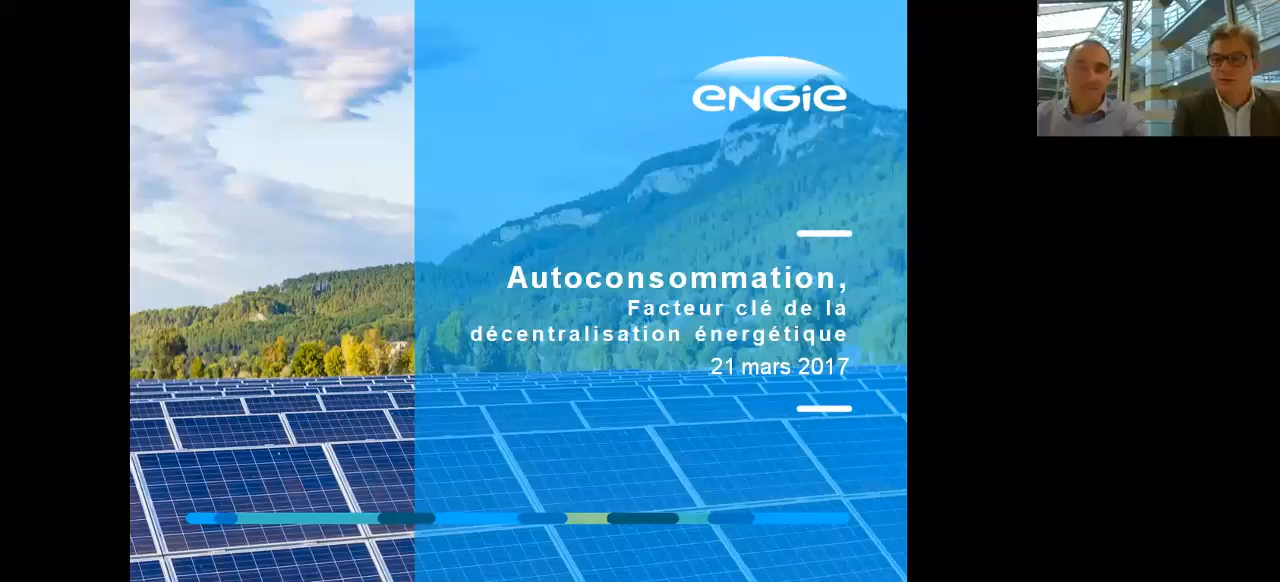 ENGIE
Autoconsommation,
Facteur clé de la
décentralisation énergétique
21 mars 2017